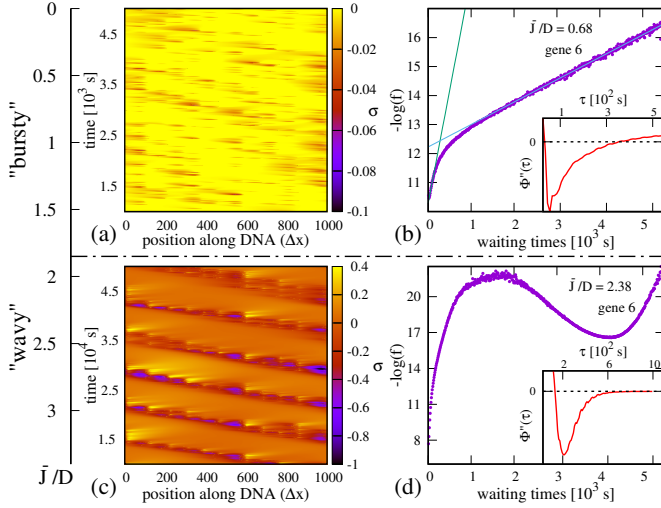 0
0.5
1
1.5
2
2.5
3
J̄ /D
"bursty"
"wavy"
4.5
3.5
2.5
1.5
time [10³ s]
0 200 400 600 800 1000
position along DNA (Δx)
(a)
0
-0.02
-0.04
-0.06
-0.08
-0.1
σ
17
16
15
14
13
12
11
-log(f)
J̄ /D = 0.68
gene 6
τ [10² s]
1 3 5
0
Φ"(τ)
0 1 2 3 4 5
waiting times [10³ s]
(b)
4.5
3.5
2.5
1.5
time [10⁴ s]
0 200 400 600 800 1000
position along DNA (Δx)
(c)
0.4
0.2
0
-0.2
-0.4
-0.6
-0.8
-1
σ
22
20
17
14
11
8
-log(f)
J̄ /D = 2.38
gene 6
τ [10² s]
2 6 10
0
Φ"(τ)
0 1 2 3 4 5
waiting times [10³ s]
(d)